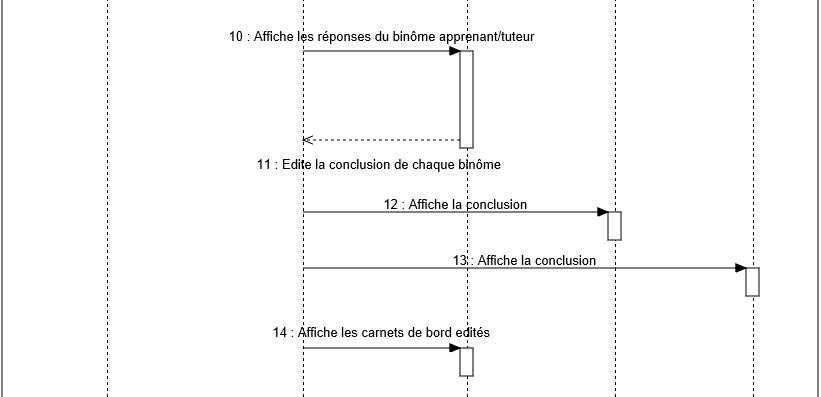 10 : Affiche les réponses du binôme apprenant/tuteur
11 : Edite la conclusion de chaque binôme
12 : Affiche la conclusion
13 : Affiche la conclusion
14 : Affiche les carnets de bord edités